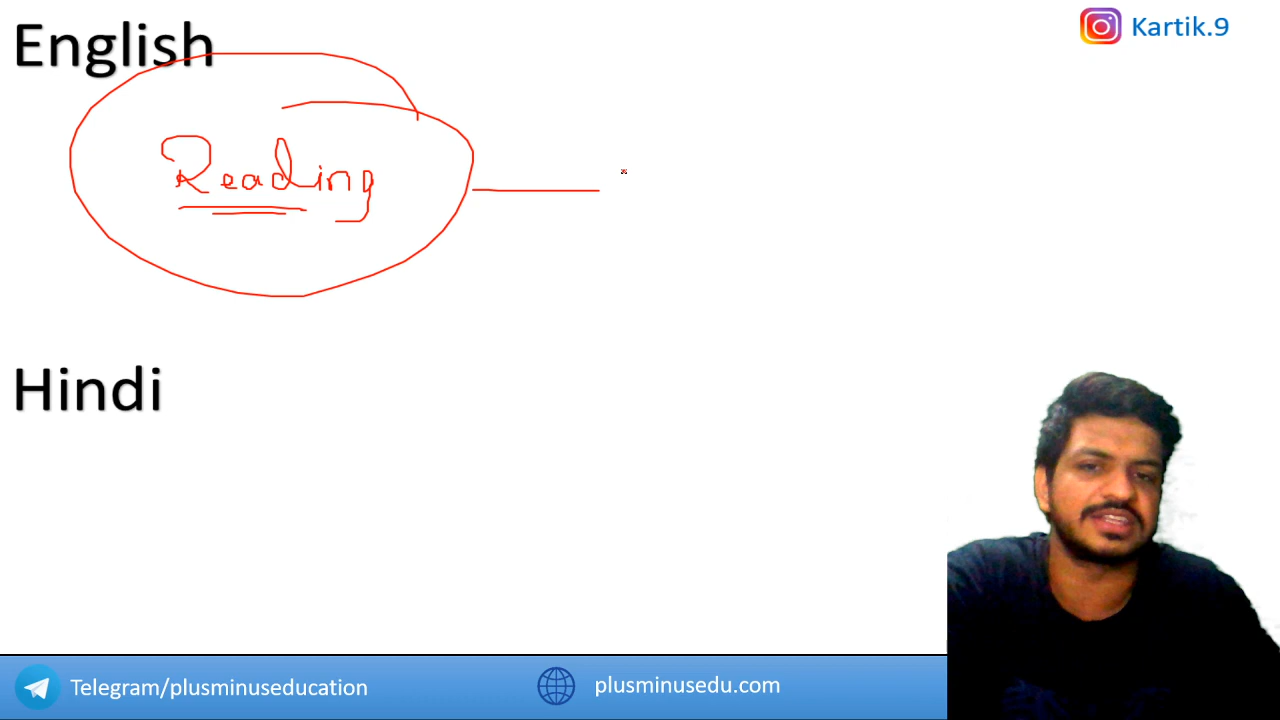 English
Kartik.9
Reading
Hindi
Telegram/plusminuseducation
plusminusedu.com